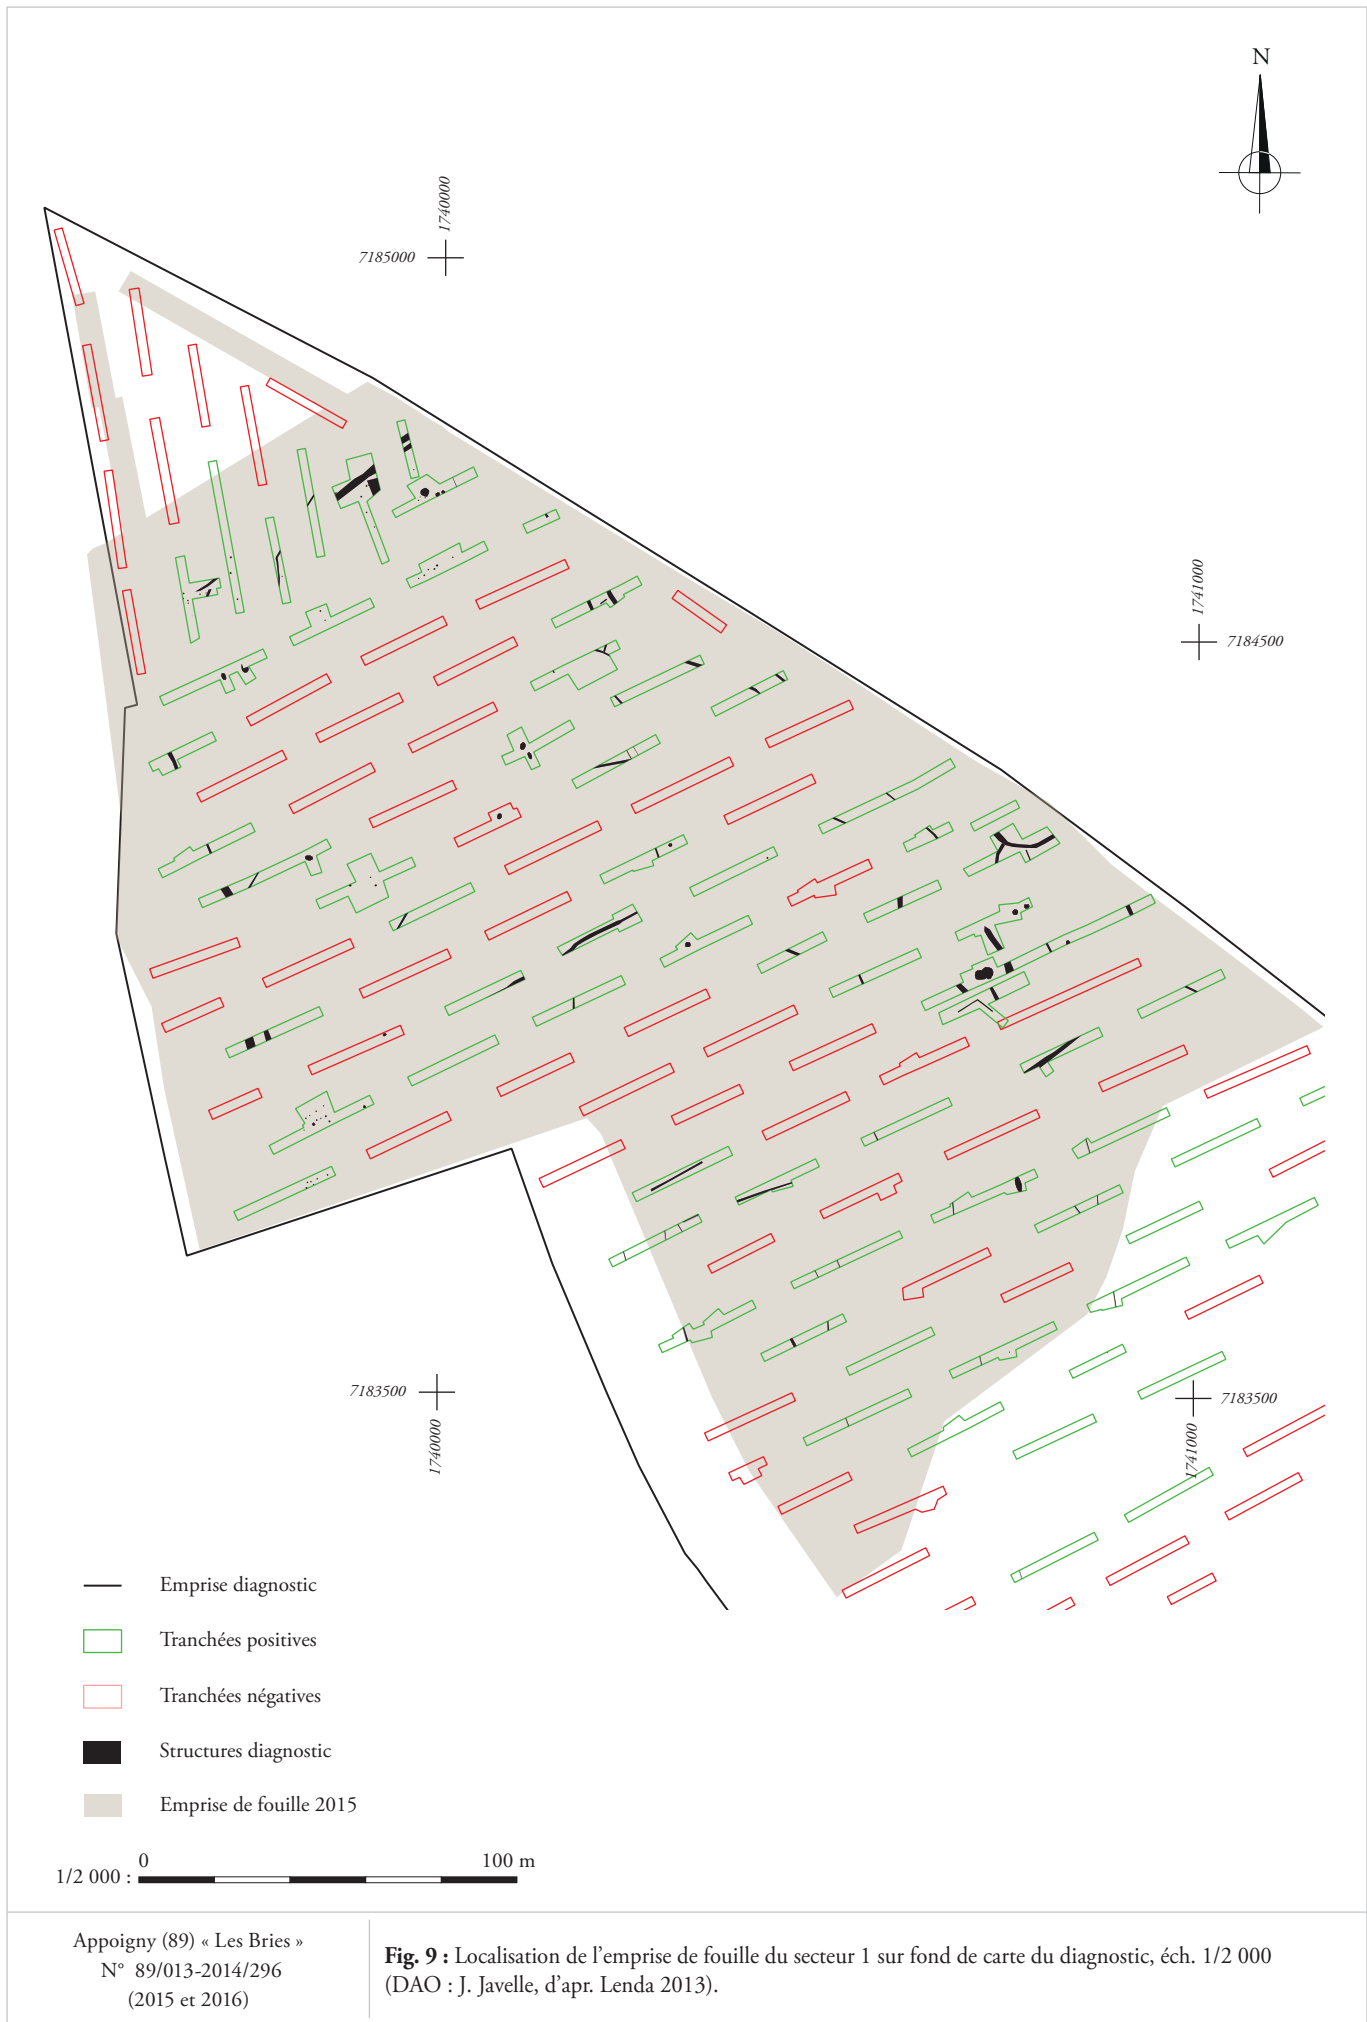 N
1740000
7185000
1741000
7184500
7183500
1740000
7183500
1741000
Emprise diagnostic
Tranchées positives
Tranchées négatives
Structures diagnostic
Emprise de fouille 2015
0 100 m
1/2 000 :
Appoigny (89) « Les Bries »
N° 89/013-2014/296
(2015 et 2016)
Fig. 9 : Localisation de l'emprise de fouille du secteur 1 sur fond de carte du diagnostic, éch. 1/2 000
(DAO : J. Javelle, d'apr. Lenda 2013).